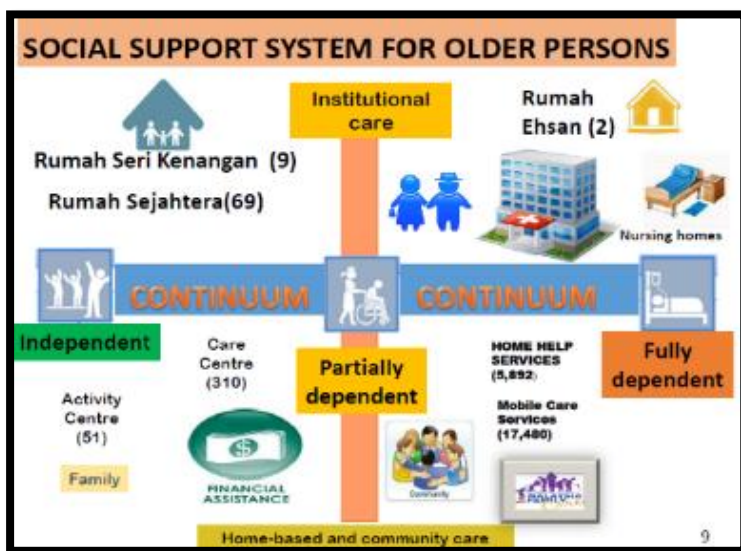 SOCIAL SUPPORT SYSTEM FOR OLDER PERSONS
Institutional
care
Rumah
Ehsan (2)
Rumah Seri Kenangan (9)
Rumah Sejahtera(69)
Nursing homes
CONTINUUM
CONTINUUM
Independent
Partially
dependent
Fully
dependent
Care
Centre
(310)
Activity
Centre
(51)
Family
FINANCIAL
ASSISTANCE
HOME HELP
SERVICES
(5,892)
Mobile Care
Services
(17,480)
Community
Home-based and community care
9